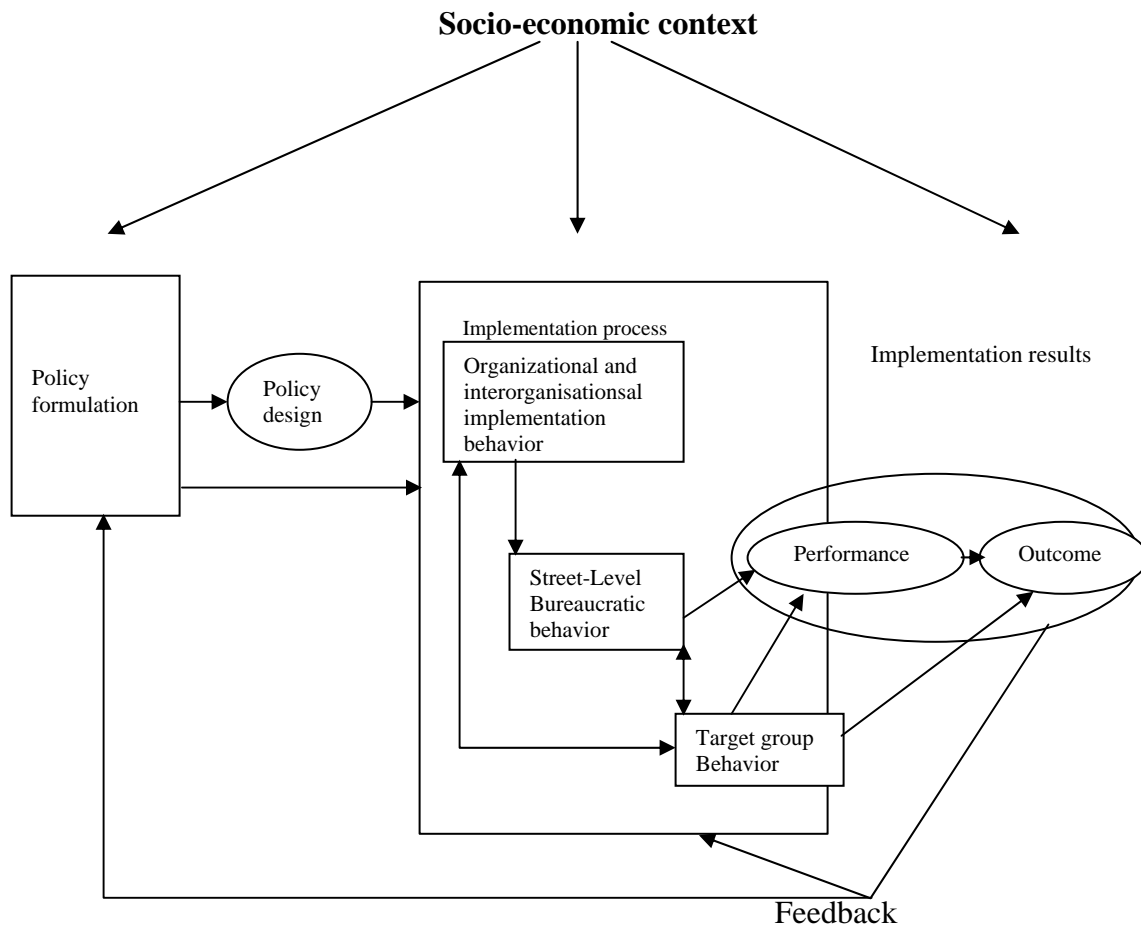 Socio-economic context
Policy
formulation
Policy
design
Implementation process
Organizational and
interorganisationsal
implementation
behavior
Implementation results
Street-Level
Bureaucratic
behavior
Performance
Outcome
Target group
Behavior
Feedback